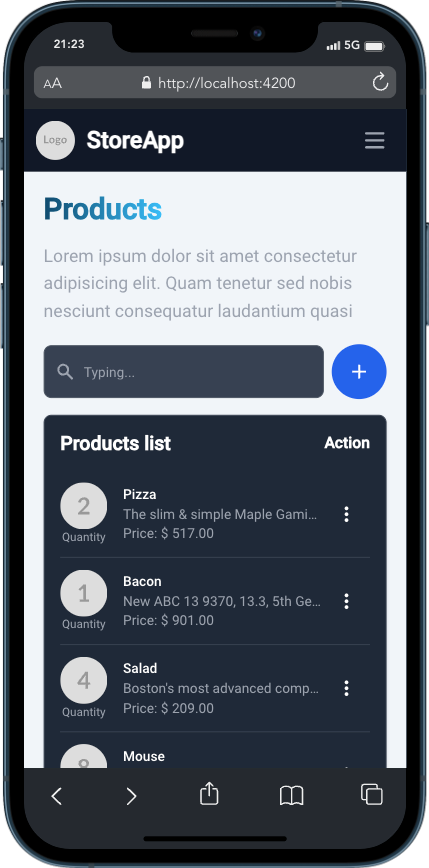 21:23
5G
AA
http://localhost:4200
Logo
StoreApp
Products
Lorem ipsum dolor sit amet consectetur
adipisicing elit. Quam tenetur sed nobis
nesciunt consequatur laudantium quasi
Typing...
Products list
Action
2
Quantity
Pizza
The slim & simple Maple Gami...
Price: $ 517.00
1
Quantity
Bacon
New ABC 13 9370, 13.3, 5th Ge...
Price: $ 901.00
4
Quantity
Salad
Boston's most advanced comp...
Price: $ 209.00
Mouse